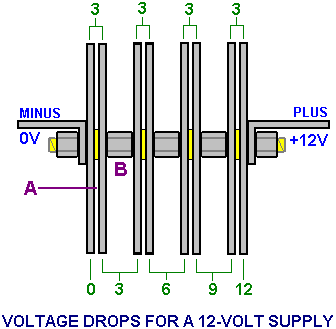 3 3 3 3
MINUS PLUS
0V +12V
B
A
0 3 6 9 12
VOLTAGE DROPS FOR A 12-VOLT SUPPLY